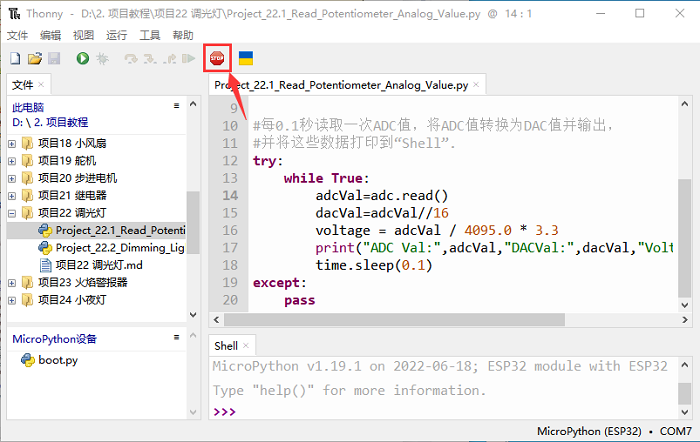 Thonny - D:\2. 项目教程\项目22 调光灯\Project_22.1_Read_Potentiometer_Analog_Value.py @ 14 : 1
文件 编辑 视图 运行 工具 帮助
STOP
文件
Project_22.1_Read_Potentiometer_Analog_Value.py
此电脑
D: \ 2. 项目教程
项目18 小风扇
项目19 舵机
项目20 步进电机
项目21 继电器
项目22 调光灯
Project_22.1_Read_Potenti
Project_22.2_Dimming_Lig
项目22 调光灯.md
项目23 火焰警报器
项目24 小夜灯
9
10 #每0.1秒读取一次ADC值，将ADC值转换为DAC值并输出，
11 #并将这些数据打印到“Shell”.
12 try:
13 while True:
14 adcVal=adc.read()
15 dacVal=adcVal//16
16 voltage = adcVal / 4095.0 * 3.3
17 print("ADC Val:",adcVal,"DACVal:",dacVal,"Volt
18 time.sleep(0.1)
19 except:
20 pass
MicroPython设备
boot.py
Shell
MicroPython v1.19.1 on 2022-06-18; ESP32 module with ESP32
Type "help()" for more information.
>>>
MicroPython (ESP32) • COM7